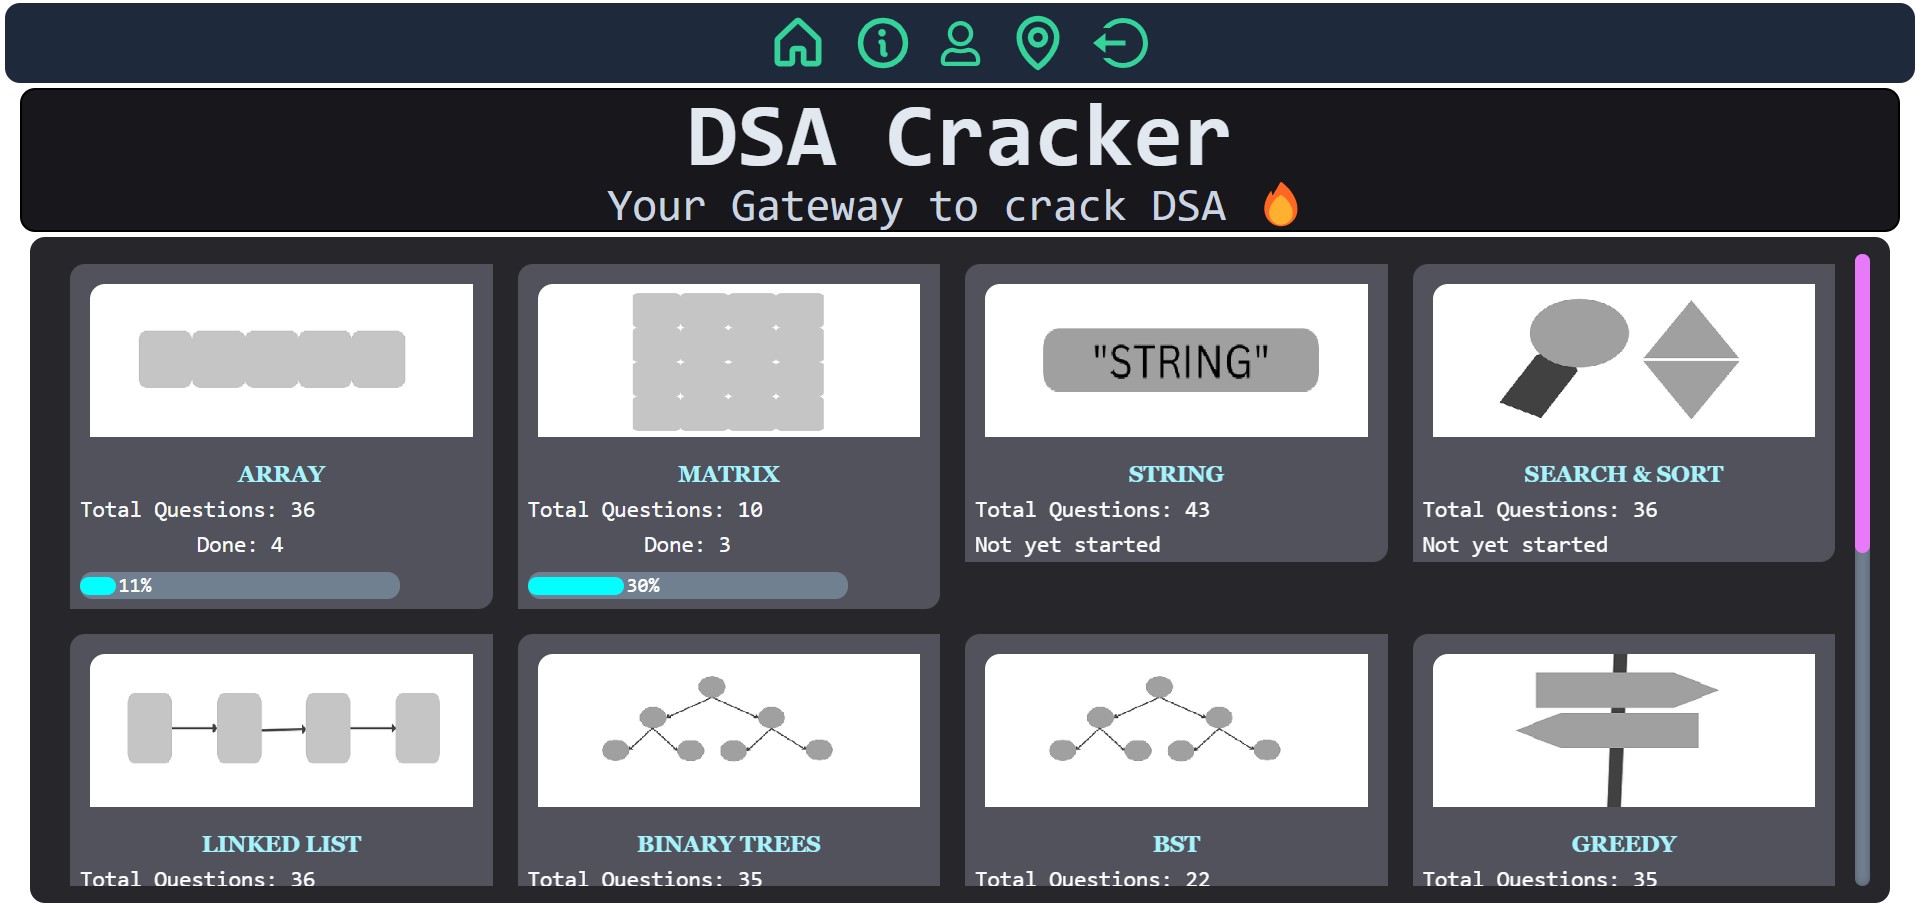 DSA Cracker
Your Gateway to crack DSA 🔥
"STRING"
ARRAY
Total Questions: 36
Done: 4
11%
MATRIX
Total Questions: 10
Done: 3
30%
STRING
Total Questions: 43
Not yet started
SEARCH & SORT
Total Questions: 36
Not yet started
LINKED LIST
Total Questions: 36
BINARY TREES
Total Questions: 35
BST
Total Questions: 22
GREEDY
Total Questions: 35